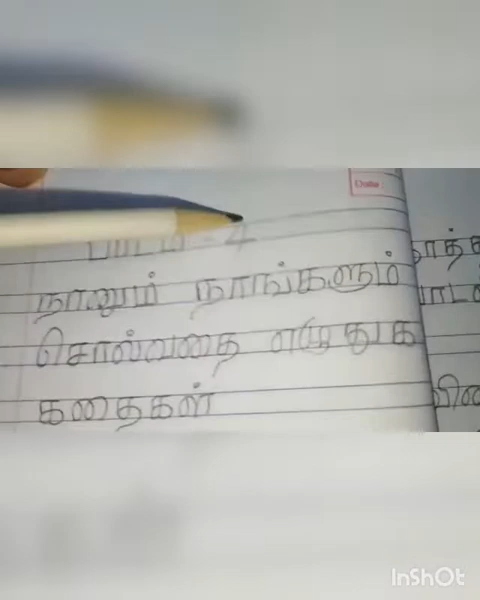 Date :
பாடம் - 4
நானும் நாங்களும்
சொல்வதை எழுதுக
கதைகள்
InShOt